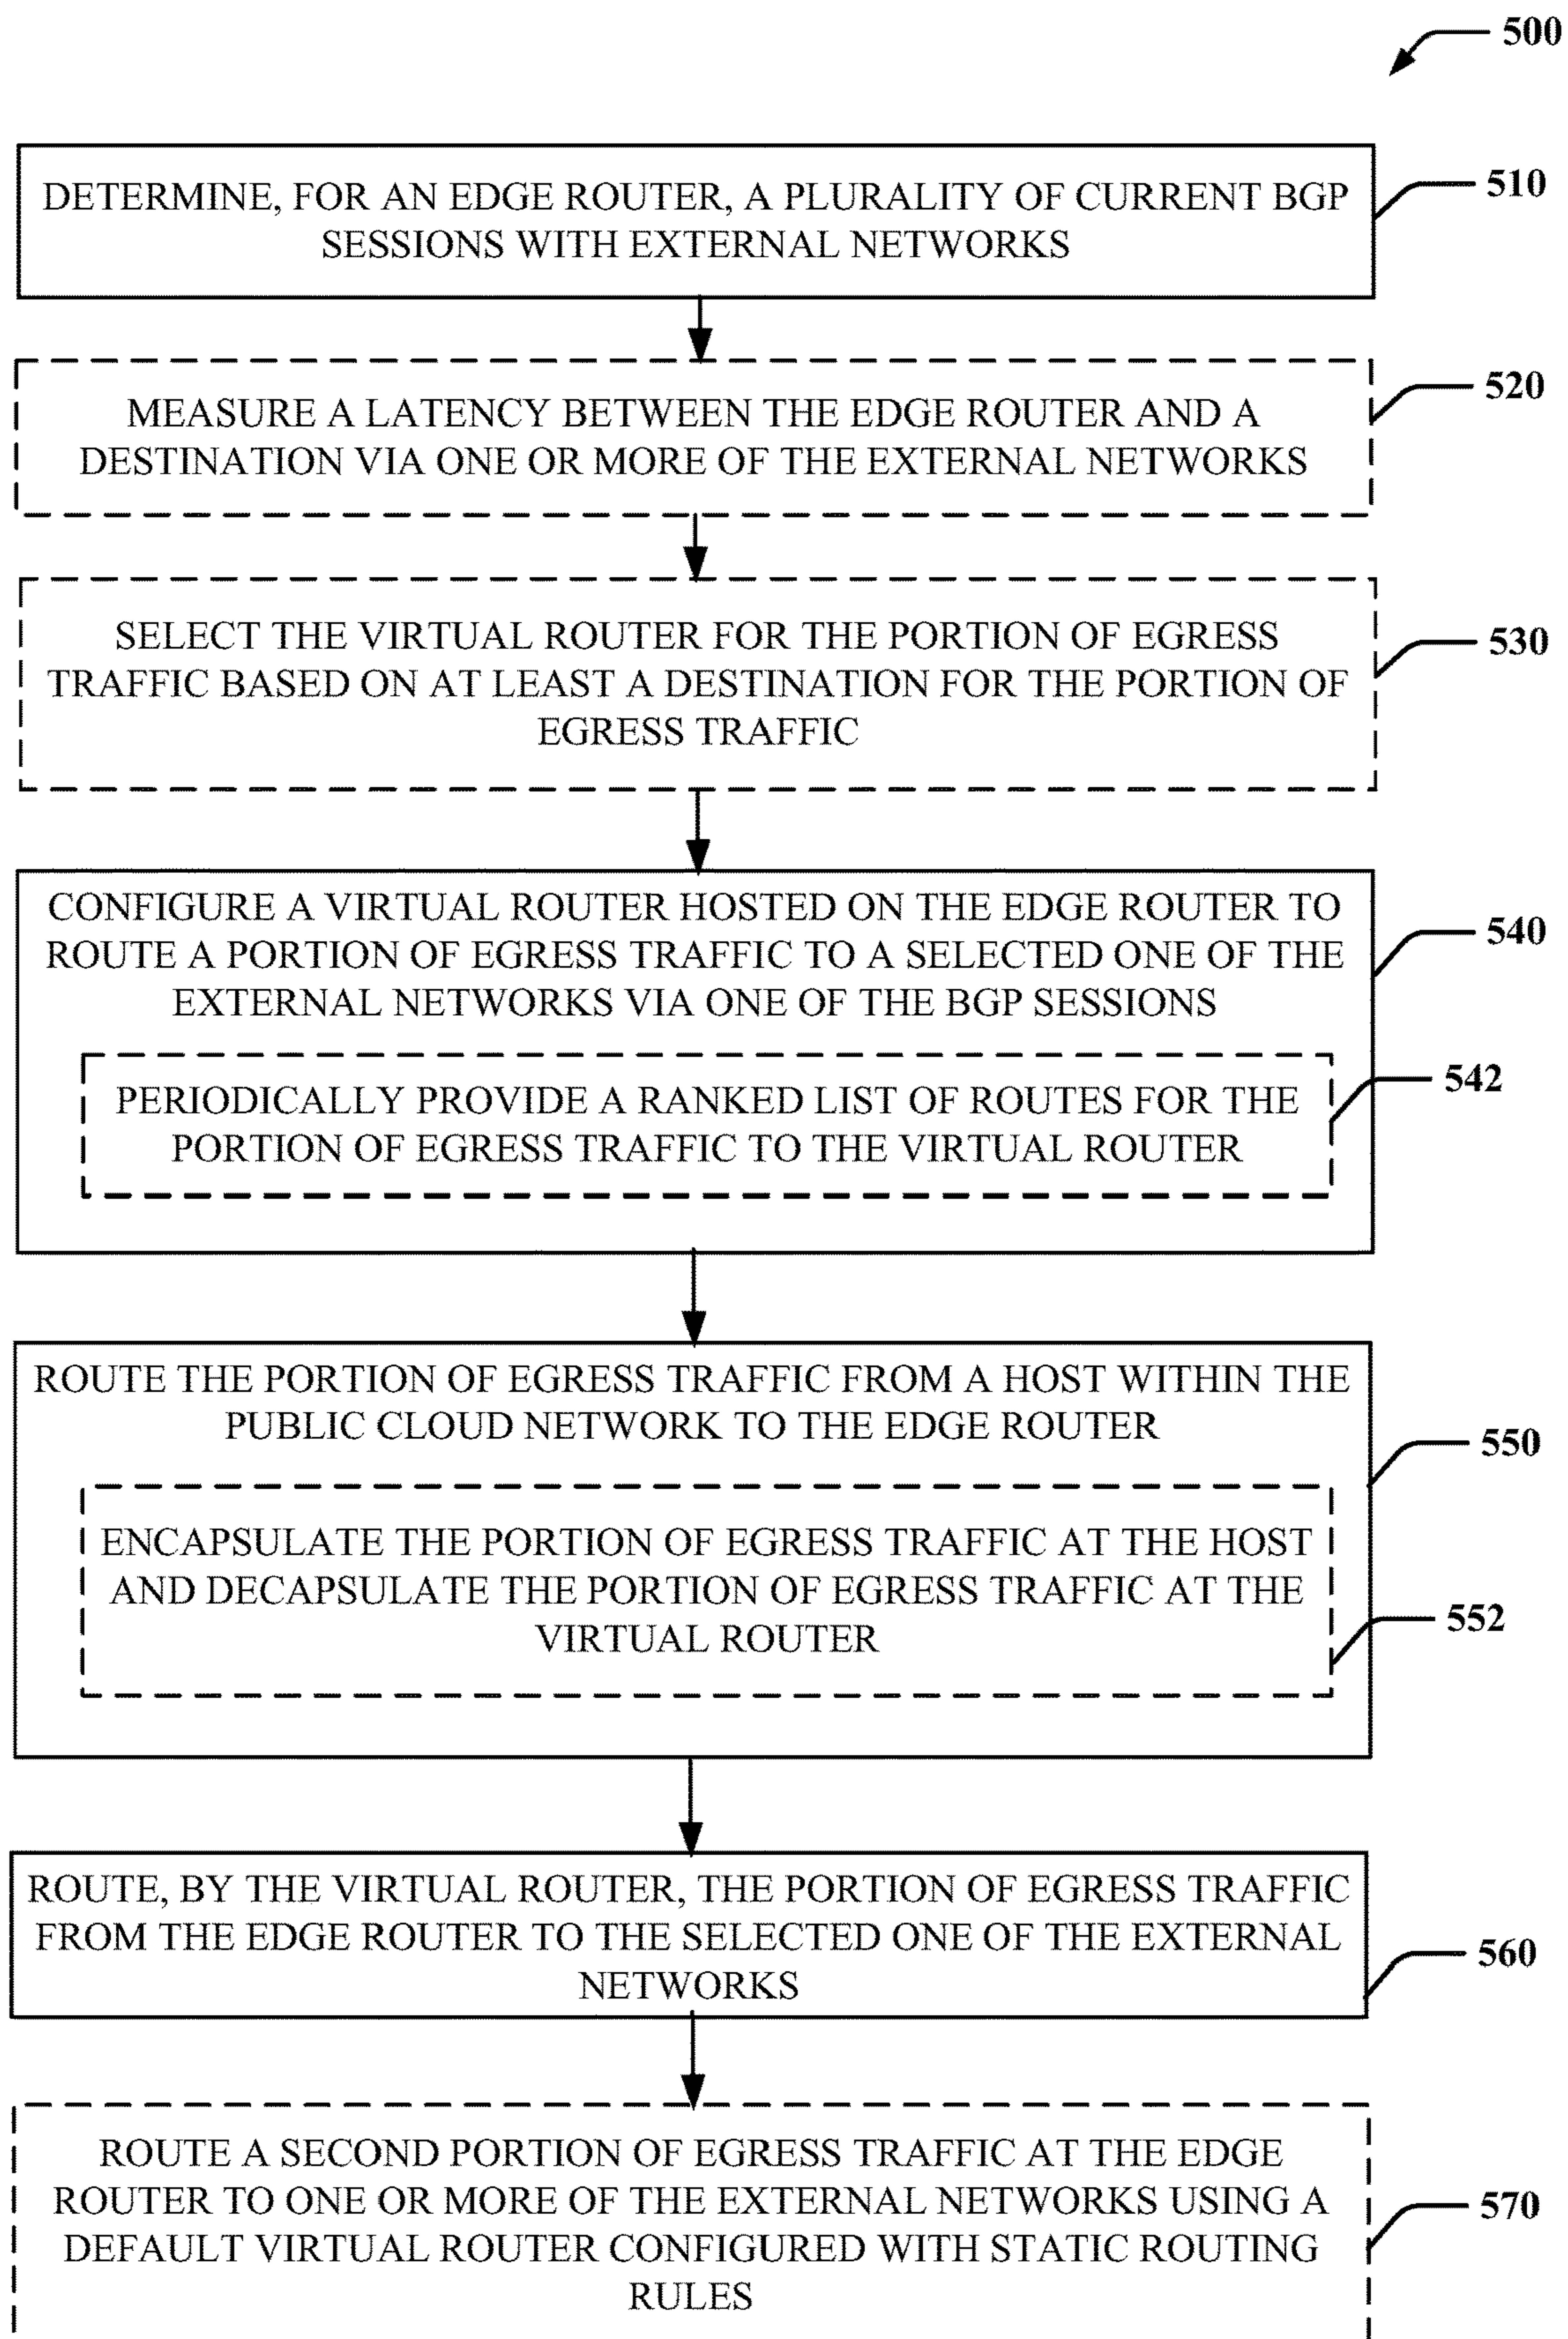 500
DETERMINE, FOR AN EDGE ROUTER, A PLURALITY OF CURRENT BGP
SESSIONS WITH EXTERNAL NETWORKS
510
MEASURE A LATENCY BETWEEN THE EDGE ROUTER AND A
DESTINATION VIA ONE OR MORE OF THE EXTERNAL NETWORKS
520
SELECT THE VIRTUAL ROUTER FOR THE PORTION OF EGRESS
TRAFFIC BASED ON AT LEAST A DESTINATION FOR THE PORTION OF
EGRESS TRAFFIC
530
CONFIGURE A VIRTUAL ROUTER HOSTED ON THE EDGE ROUTER TO
ROUTE A PORTION OF EGRESS TRAFFIC TO A SELECTED ONE OF THE
EXTERNAL NETWORKS VIA ONE OF THE BGP SESSIONS
540
PERIODICALLY PROVIDE A RANKED LIST OF ROUTES FOR THE
PORTION OF EGRESS TRAFFIC TO THE VIRTUAL ROUTER
542
ROUTE THE PORTION OF EGRESS TRAFFIC FROM A HOST WITHIN THE
PUBLIC CLOUD NETWORK TO THE EDGE ROUTER
550
ENCAPSULATE THE PORTION OF EGRESS TRAFFIC AT THE HOST
AND DECAPSULATE THE PORTION OF EGRESS TRAFFIC AT THE
VIRTUAL ROUTER
552
ROUTE, BY THE VIRTUAL ROUTER, THE PORTION OF EGRESS TRAFFIC
FROM THE EDGE ROUTER TO THE SELECTED ONE OF THE EXTERNAL
NETWORKS
560
ROUTE A SECOND PORTION OF EGRESS TRAFFIC AT THE EDGE
ROUTER TO ONE OR MORE OF THE EXTERNAL NETWORKS USING A
DEFAULT VIRTUAL ROUTER CONFIGURED WITH STATIC ROUTING
RULES
570